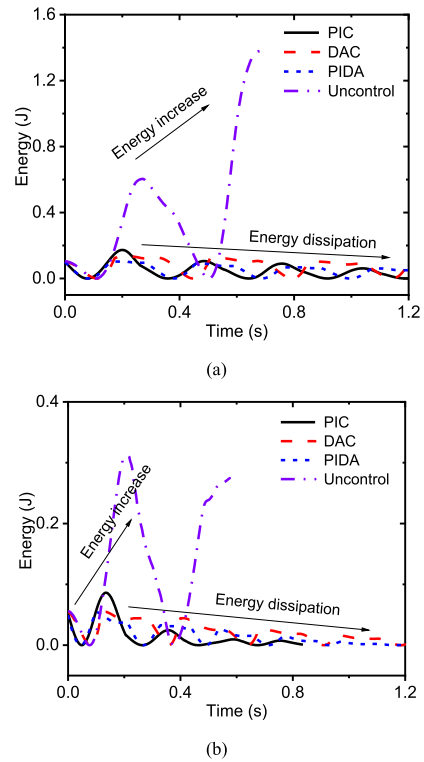 1.6
1.2
0.8
0.4
0.0
Energy (J)
PIC
DAC
PIDA
Uncontrol
Energy increase
Energy dissipation
0.0 0.4 0.8 1.2
Time (s)
(a)
0.4
0.2
0.0
Energy (J)
PIC
DAC
PIDA
Uncontrol
Energy increase
Energy dissipation
0.0 0.4 0.8 1.2
Time (s)
(b)